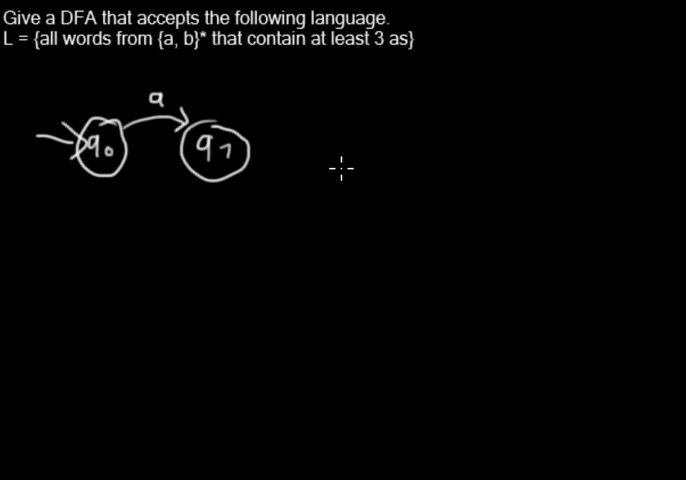 Give a DFA that accepts the following language.
L = {all words from {a, b}* that contain at least 3 as}
a
q0 q1